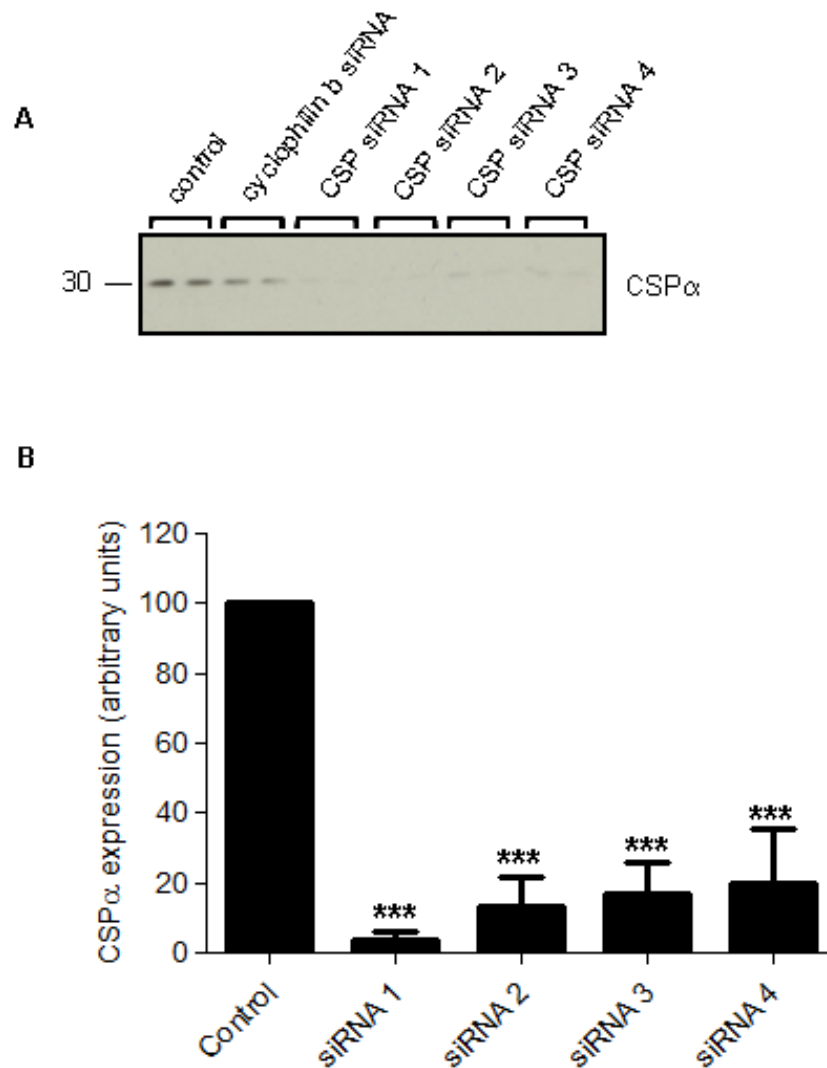 A
control
cyclophilin b siRNA
CSP siRNA 1
CSP siRNA 2
CSP siRNA 3
CSP siRNA 4
30
CSPα
B
CSPα expression (arbitrary units)
120
100
80
60
40
20
0
***
***
***
***
Control
siRNA 1
siRNA 2
siRNA 3
siRNA 4